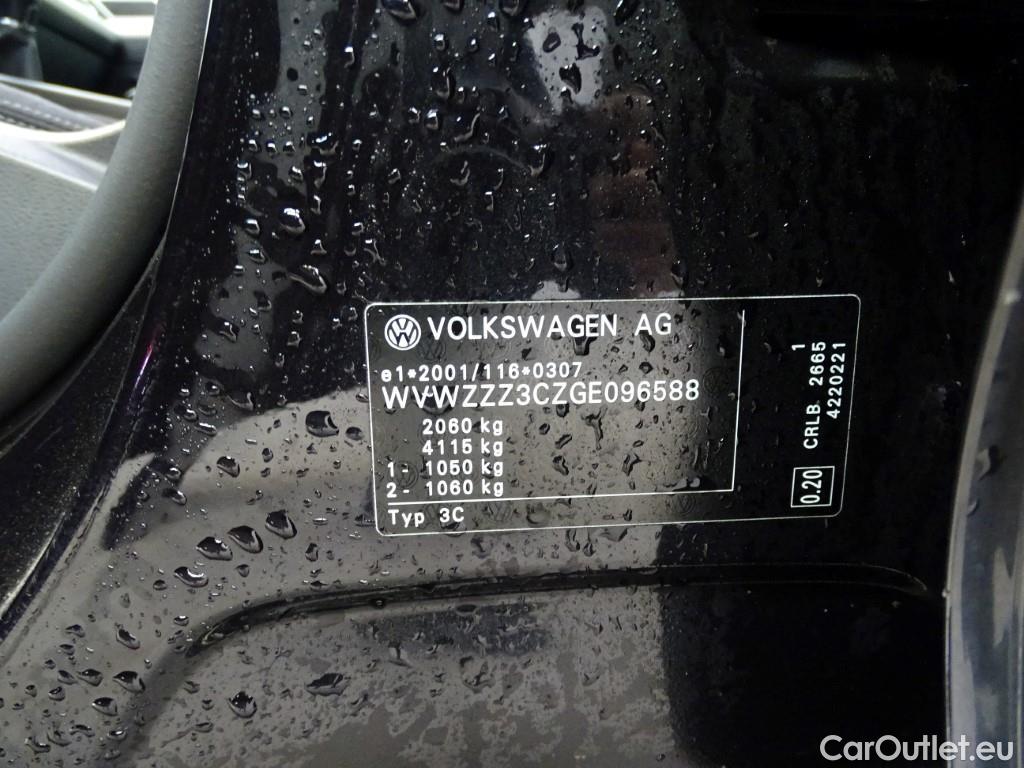 VOLKSWAGEN AG
e1*2001/116*0307
WVWZZZ3CZGE096588
2060 kg
4115 kg
1- 1050 kg
2- 1060 kg
Typ 3C
1
CRLB 2665
4220221
0.20
CarOutlet.eu